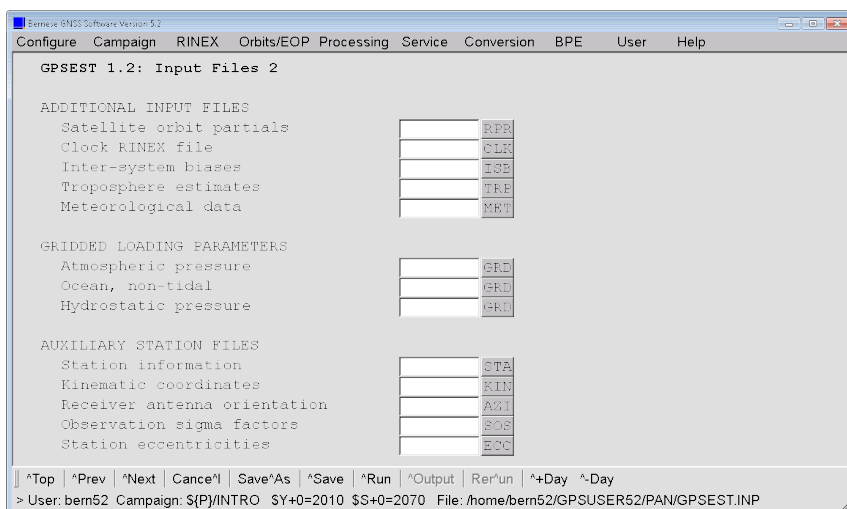 Bernese GNSS Software Version 5.2
Configure Campaign RINEX Orbits/EOP Processing Service Conversion BPE User Help
GPSEST 1.2: Input Files 2
ADDITIONAL INPUT FILES
Satellite orbit partials RPR
Clock RINEX file CLK
Inter-system biases ISB
Troposphere estimates TRP
Meteorological data MET
GRIDDED LOADING PARAMETERS
Atmospheric pressure GRD
Ocean, non-tidal GRD
Hydrostatic pressure GRD
AUXILIARY STATION FILES
Station information STA
Kinematic coordinates KIN
Receiver antenna orientation AZI
Observation sigma factors SOS
Station eccentricities ECC
^Top | ^Prev | ^Next | Cance^l | Save^As | ^Save | ^Run | ^Output | Rer^un | ^+Day ^-Day
> User: bern52 Campaign: ${P}/INTRO $Y+0=2010 $S+0=2070 File: /home/bern52/GPSUSER52/PAN/GPSEST.INP